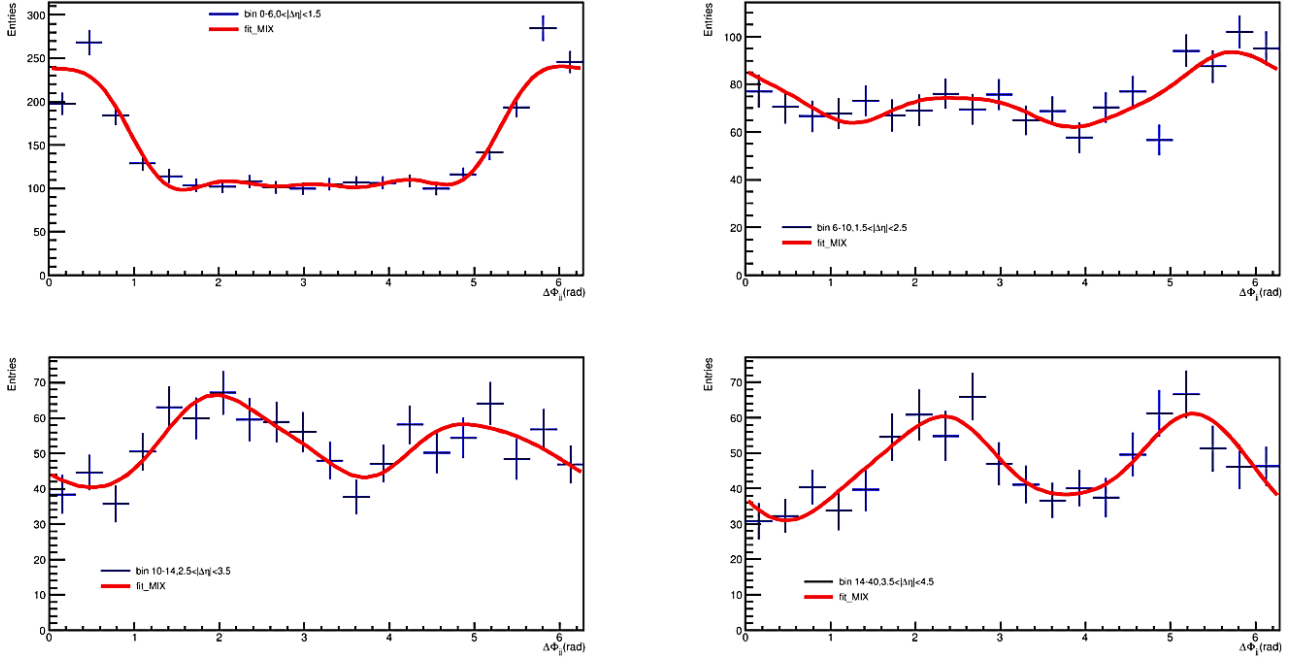 Entries
300
250
200
150
100
50
0
bin 0-6,0<|Δη|<1.5
fit_MIX
0 1 2 3 4 5 6
ΔΦjj(rad)
Entries
100
80
60
40
20
0
bin 6-10,1.5<|Δη|<2.5
fit_MIX
0 1 2 3 4 5 6
ΔΦjj(rad)
Entries
70
60
50
40
30
20
10
0
bin 10-14,2.5<|Δη|<3.5
fit_MIX
0 1 2 3 4 5 6
ΔΦjj(rad)
Entries
70
60
50
40
30
20
10
0
bin 14-40,3.5<|Δη|<4.5
fit_MIX
0 1 2 3 4 5 6
ΔΦjj(rad)